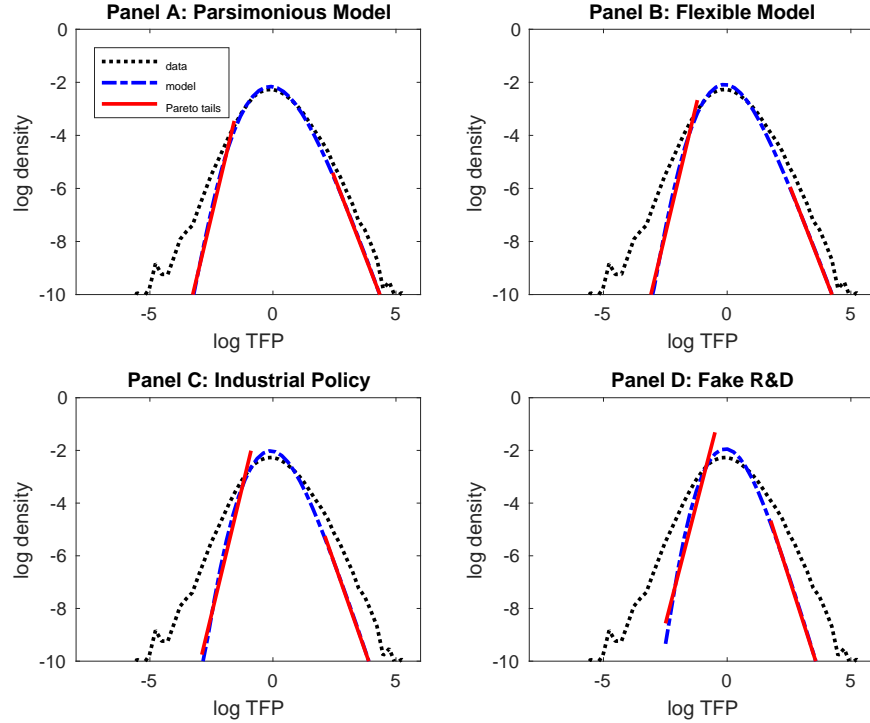 Panel A: Parsimonious Model
0
-2
-4
-6
-8
-10
log density
data
model
Pareto tails
-5
0
5
log TFP
Panel B: Flexible Model
0
-2
-4
-6
-8
-10
log density
-5
0
5
log TFP
Panel C: Industrial Policy
0
-2
-4
-6
-8
-10
log density
-5
0
5
log TFP
Panel D: Fake R&D
0
-2
-4
-6
-8
-10
log density
-5
0
5
log TFP